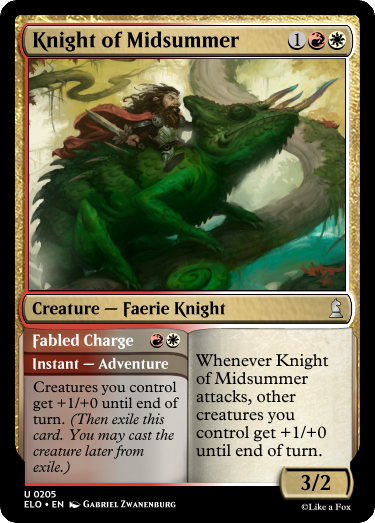 Knight of Midsummer 1
Creature — Faerie Knight
Fabled Charge
Instant — Adventure
Creatures you control
get +1/+0 until end of
turn. (Then exile this
card. You may cast the
creature later from
exile.)
Whenever Knight
of Midsummer
attacks, other
creatures you
control get +1/+0
until end of turn.
3/2
U 0205
ELO • EN Gabriel Zwanenburg
©Like a Fox